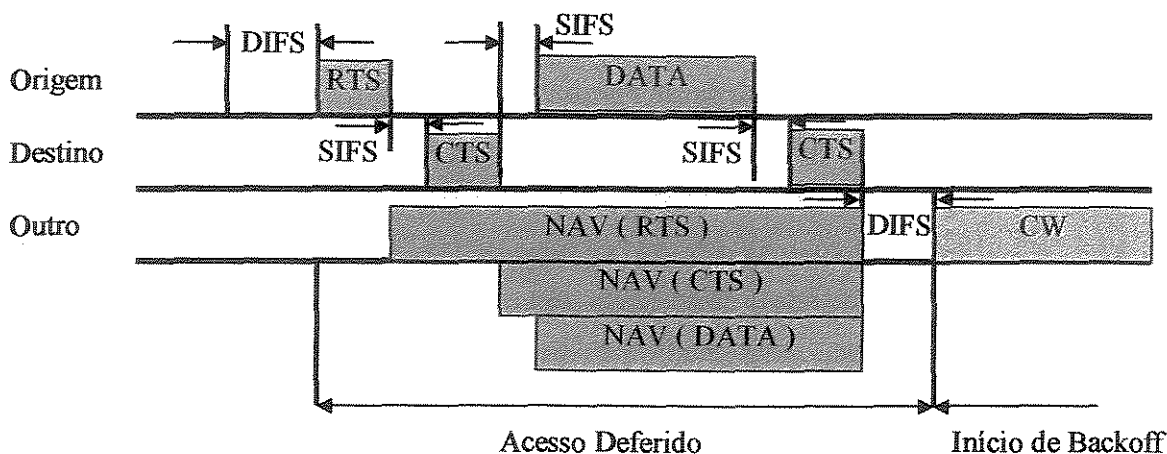 SIFS
DIFS
Origem
RTS
DATA
Destino
SIFS
CTS
SIFS
CTS
Outro
NAV ( RTS )
DIFS
CW
NAV ( CTS )
NAV ( DATA )
Acesso Deferido
Início de Backoff